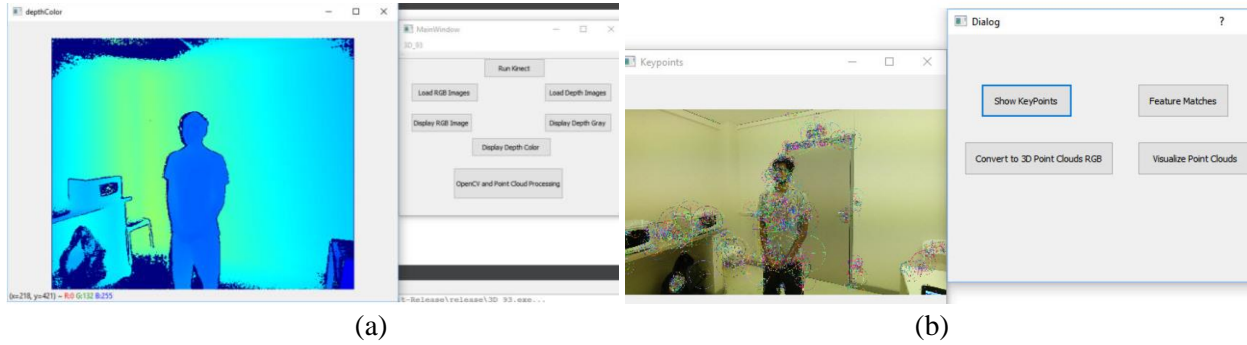 depthColor
(x=218, y=421) ~ R:0 G:132 B:255
MainWindow
3D_93
Run Kinect
Load RGB Images
Load Depth Images
Display RGB Image
Display Depth Gray
Display Depth Color
OpenCV and Point Cloud Processing
t-Release\release\3D_93.exe...
(a)
Keypoints
Dialog
?
Show KeyPoints
Feature Matches
Convert to 3D Point Clouds RGB
Visualize Point Clouds
(b)